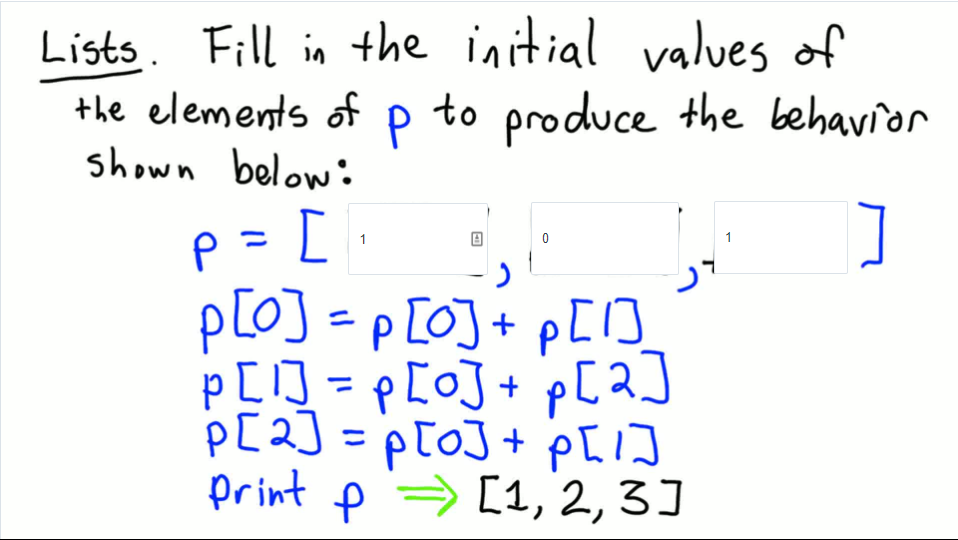 Lists. Fill in the initial values of
the elements of p to produce the behavior
shown below:
p = [ 1 , 0 , 1 ]
p[0] = p[0] + p[1]
p[1] = p[0] + p[2]
p[2] = p[0] + p[1]
print p ⇒ [1, 2, 3]